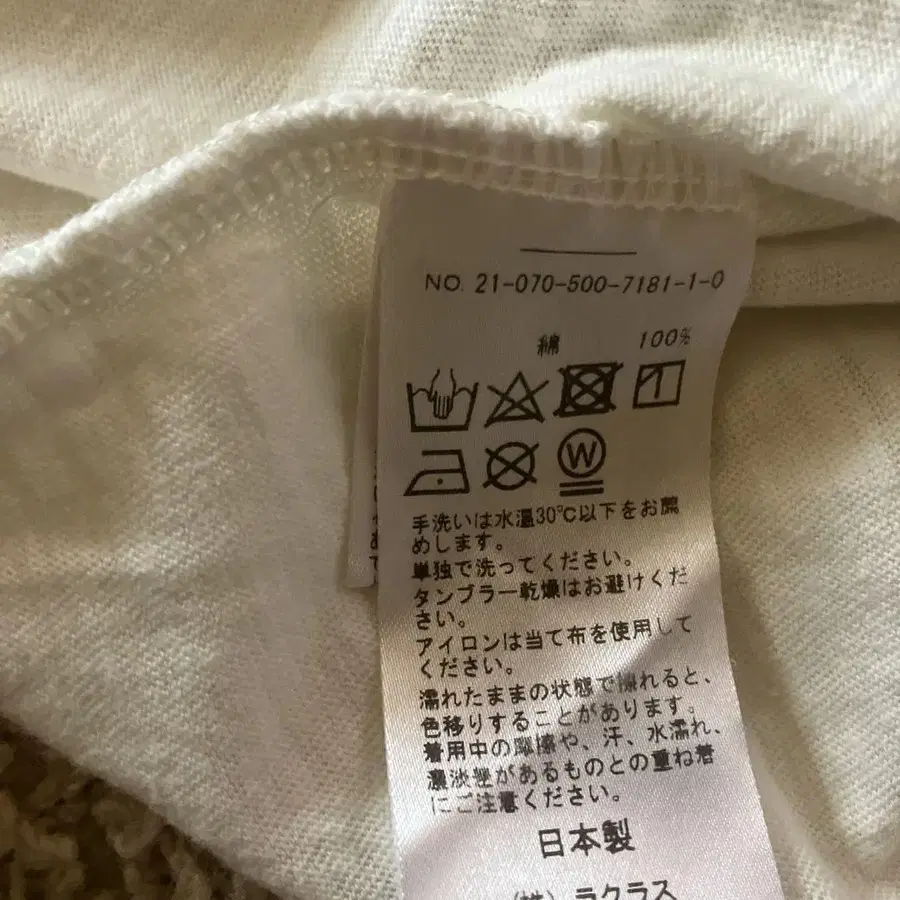 NO. 21-070-500-7181-1-0
綿 100%
W
手洗いは水温30℃以下をお薦
めします。
単独で洗ってください。
タンブラー乾燥はお避けくだ
さい。
アイロンは当て布を使用して
ください。
濡れたままの状態で擦れると、
色移りすることがあります。
着用中の摩擦や、汗、水濡れ、
濃淡差があるものとの重ね着
にご注意ください。
日本製
(株) ラクラス